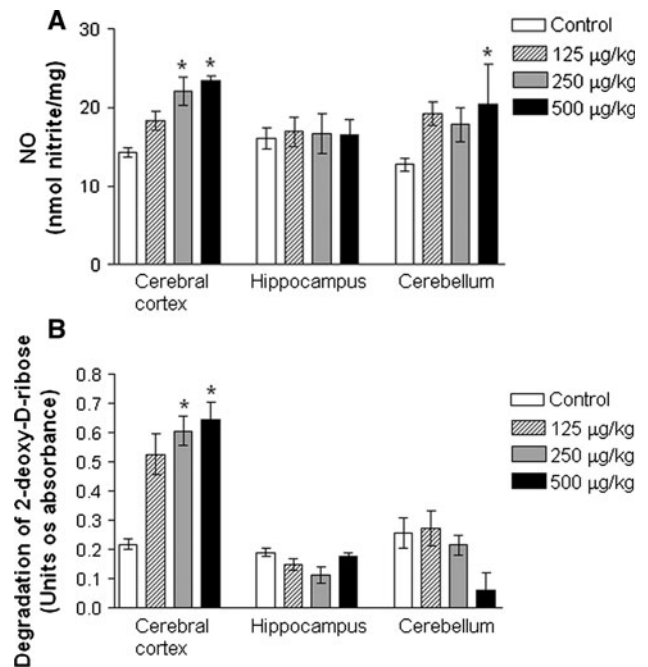 A
NO
(nmol nitrite/mg)
30
20
10
0
*
*
*
Cerebral
cortex
Hippocampus
Cerebellum
Control
125 µg/kg
250 µg/kg
500 µg/kg
B
Degradation of 2-deoxy-D-ribose
(Units os absorbance)
0.8
0.7
0.6
0.5
0.4
0.3
0.2
0.1
0.0
*
*
Cerebral
cortex
Hippocampus
Cerebellum
Control
125 µg/kg
250 µg/kg
500 µg/kg